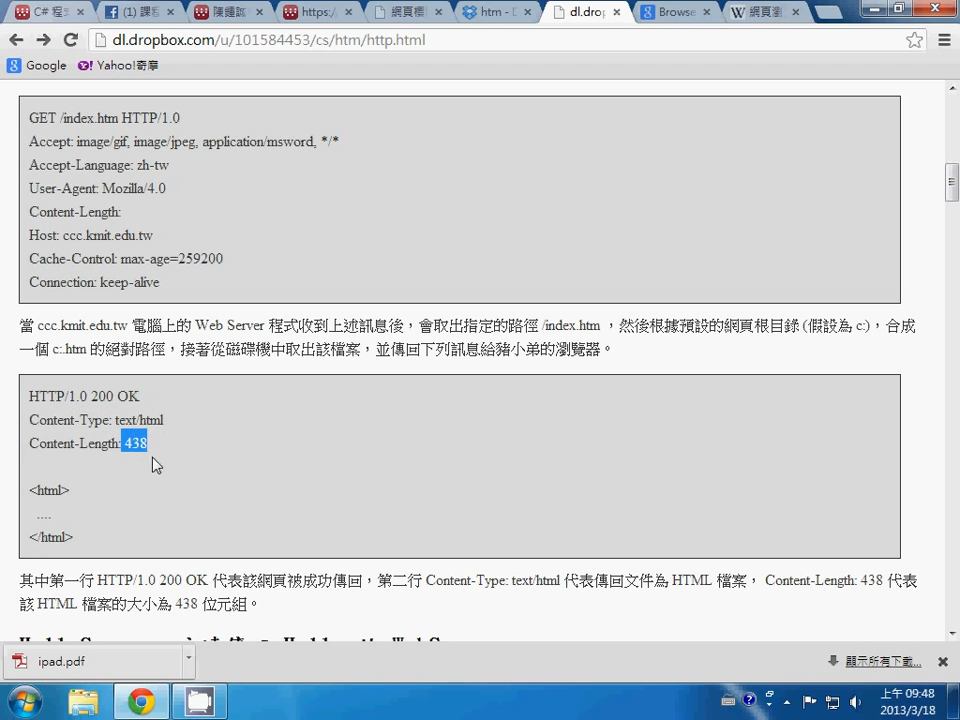 C# 程
(1) 課
陳鍾誠
https:/
網頁標
htm - D
dl.drop
Browse
網頁瀏
dl.dropbox.com/u/101584453/cs/htm/http.html
Google
Yahoo!奇摩
GET /index.htm HTTP/1.0
Accept: image/gif, image/jpeg, application/msword, */*
Accept-Language: zh-tw
User-Agent: Mozilla/4.0
Content-Length:
Host: ccc.kmit.edu.tw
Cache-Control: max-age=259200
Connection: keep-alive
當 ccc.kmit.edu.tw 電腦上的 Web Server 程式收到上述訊息後，會取出指定的路徑 /index.htm ，然後根據預設的網頁根目錄 (假設為 c:)，合成
一個 c:.htm 的絕對路徑，接著從磁碟機中取出該檔案，並傳回下列訊息給豬小弟的瀏覽器。
HTTP/1.0 200 OK
Content-Type: text/html
Content-Length: 438
<html>
....
</html>
其中第一行 HTTP/1.0 200 OK 代表該網頁被成功傳回，第二行 Content-Type: text/html 代表傳回文件為 HTML 檔案， Content-Length: 438 代表
該 HTML 檔案的大小為 438 位元組。
ipad.pdf
顯示所有下載...
上午 09:48
2013/3/18